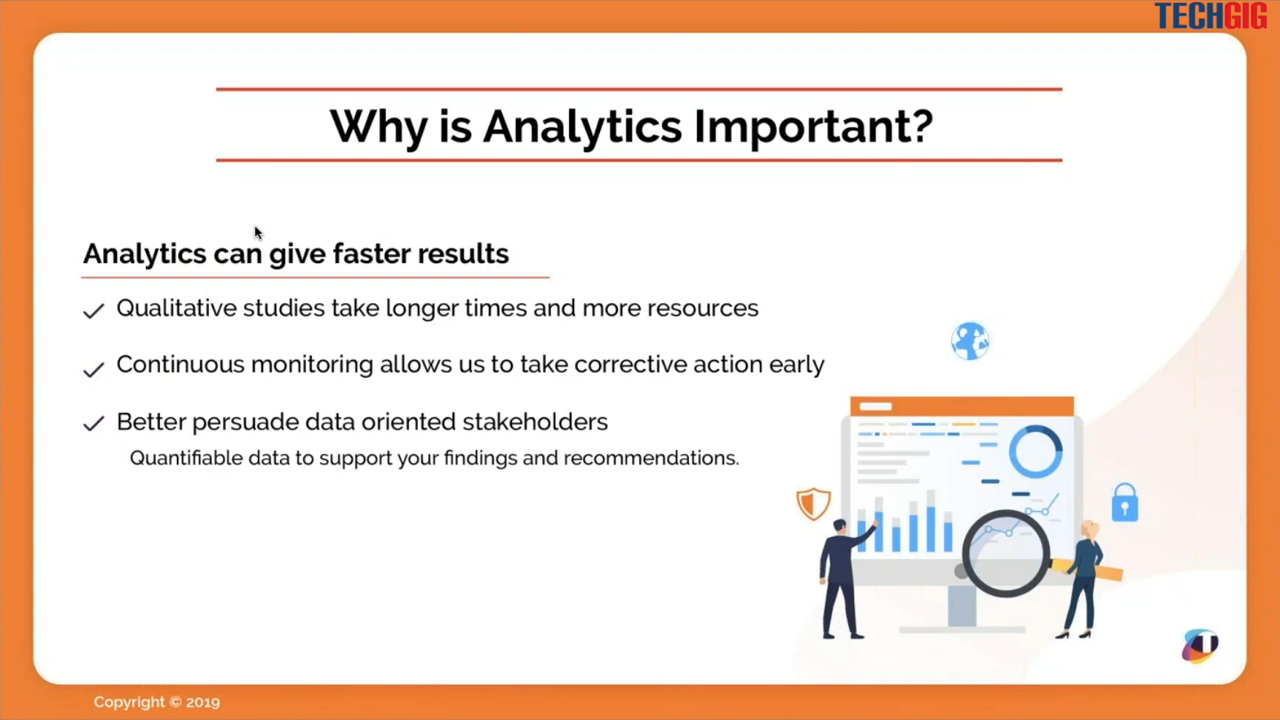 TECHGIG
Why is Analytics Important?
Analytics can give faster results
Qualitative studies take longer times and more resources
Continuous monitoring allows us to take corrective action early
Better persuade data oriented stakeholders
Quantifiable data to support your findings and recommendations.
Copyright © 2019